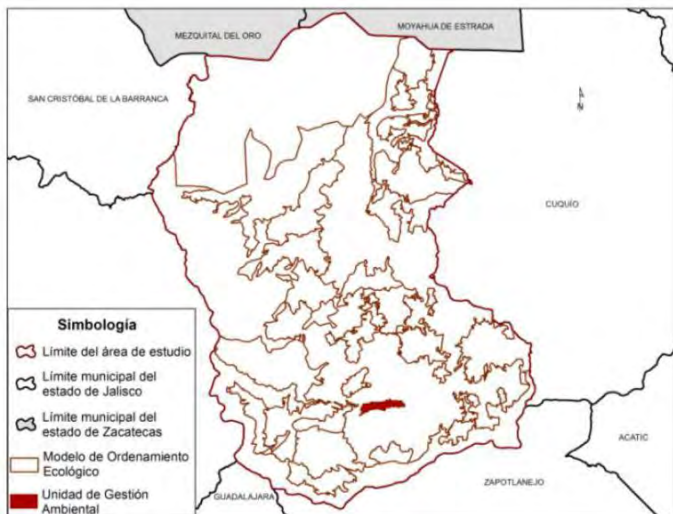 MEZQUITAL DEL ORO
MOYAHUA DE ESTRADA
SAN CRISTÓBAL DE LA BARRANCA
N
CUQUÍO
Simbología
Límite del área de estudio
Límite municipal del
estado de Jalisco
Límite municipal del
estado de Zacatecas
Modelo de Ordenamiento
Ecológico
Unidad de Gestión
Ambiental
GUADALAJARA
ZAPOTLANEJO
ACATIC